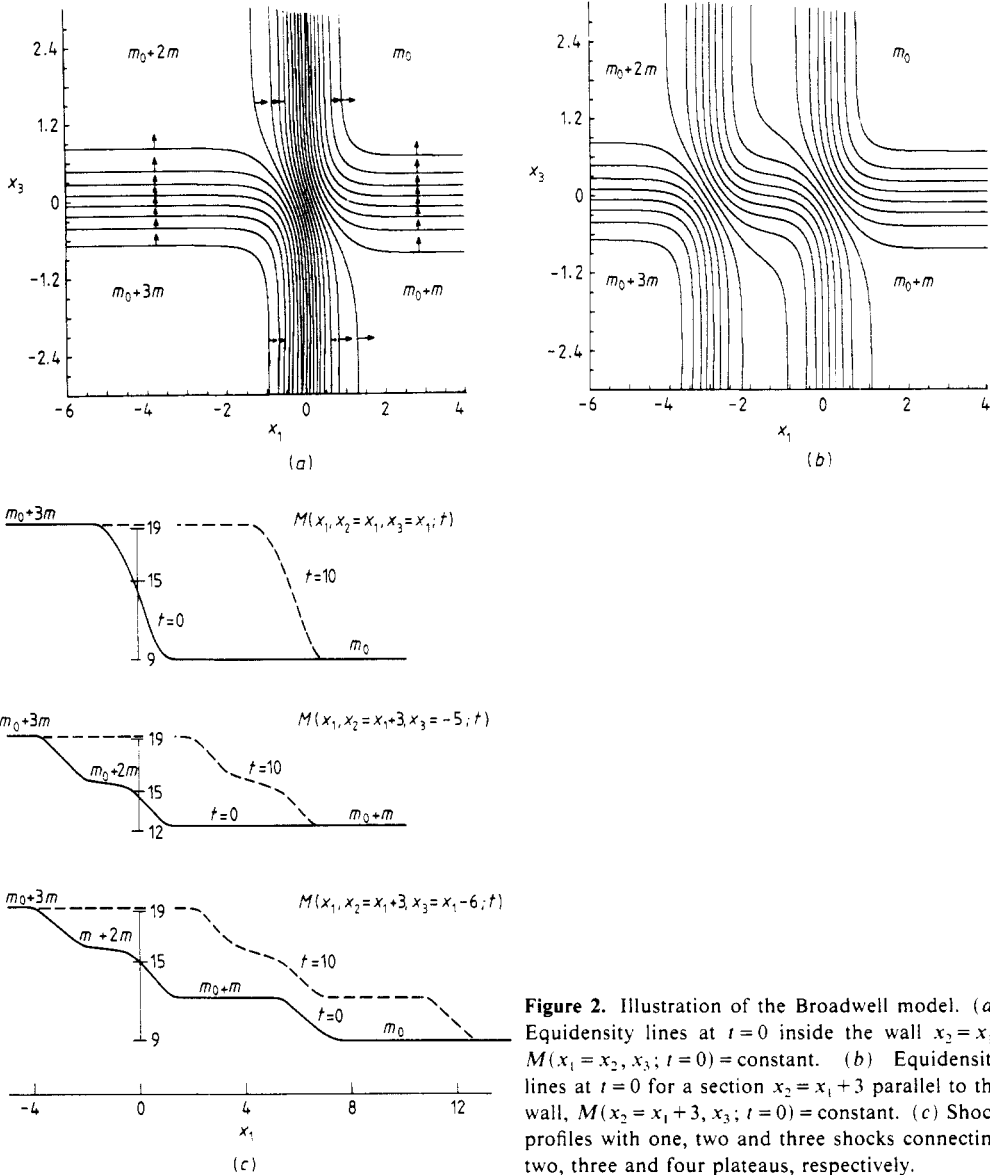 2.4
1.2
x₃
0
−1.2
−2.4
m₀+2m
m₀
m₀+3m
m₀+m
−6 −4 −2 0 2 4
x₁
(a)
2.4
1.2
x₃
0
−1.2
−2.4
m₀+2m
m₀
m₀+3m
m₀+m
−6 −4 −2 0 2 4
x₁
(b)
m₀+3m
M(x₁, x₂=x₁, x₃=x₁; t)
19
15
9
t=0
t=10
m₀
m₀+3m
M(x₁, x₂=x₁+3, x₃=−5; t)
19
15
12
m₀+2m
t=10
t=0
m₀+m
m₀+3m
M(x₁, x₂=x₁+3, x₃=x₁−6; t)
19
15
9
m +2m
t=10
m₀+m
t=0
m₀
−4 0 4 8 12
x₁
(c)
Figure 2. Illustration of the Broadwell model. (a
Equidensity lines at t=0 inside the wall x₂=x
M(x₁=x₂, x₃; t=0)=constant. (b) Equidensit
lines at t=0 for a section x₂=x₁+3 parallel to th
wall, M(x₂=x₁+3, x₃; t=0)=constant. (c) Shoc
profiles with one, two and three shocks connectin
two, three and four plateaus, respectively.